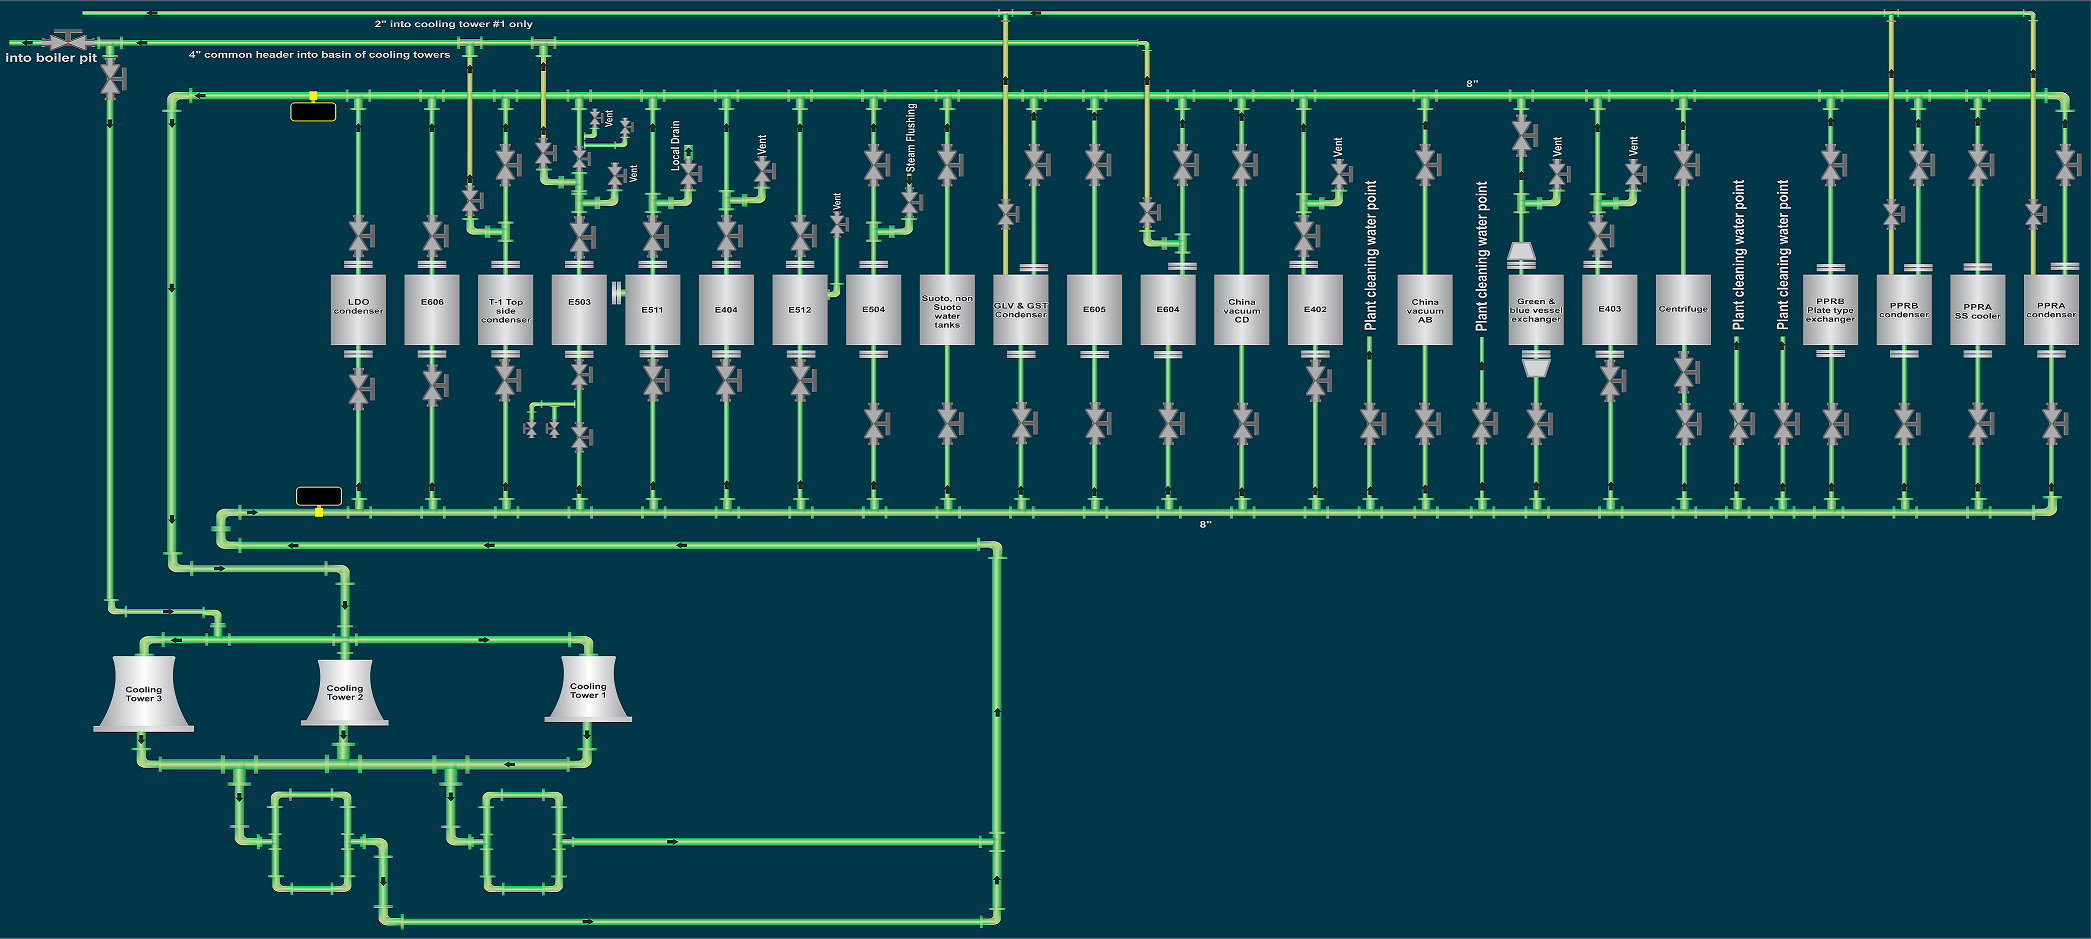 2" into cooling tower #1 only
4" common header into basin of cooling towers
into boiler pit
8"
Vent
Vent
Local Drain
Vent
Vent
Steam Flushing
Vent
Plant cleaning water point
Plant cleaning water point
Vent
Vent
Plant cleaning water point
Plant cleaning water point
LDO
condenser
E606
T-1 Top
side
condenser
E503
E511
E404
E512
E504
Suoto, non
Suoto
water
tanks
GLV & GST
Condenser
E605
E604
China
vacuum
CD
E402
China
vacuum
AB
Green &
blue vessel
exchanger
E403
Centrifuge
PPRB
Plate type
exchanger
PPRB
condenser
PPRA
SS cooler
PPRA
condenser
8"
Cooling
Tower 3
Cooling
Tower 2
Cooling
Tower 1